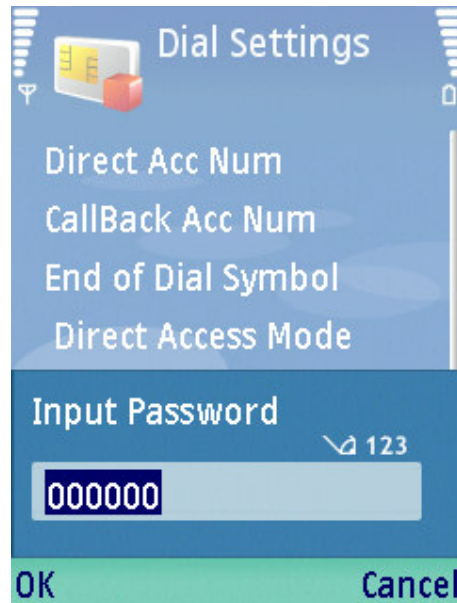 Dial Settings
Direct Acc Num
CallBack Acc Num
End of Dial Symbol
Direct Access Mode
Input Password
123
000000
OK Cancel